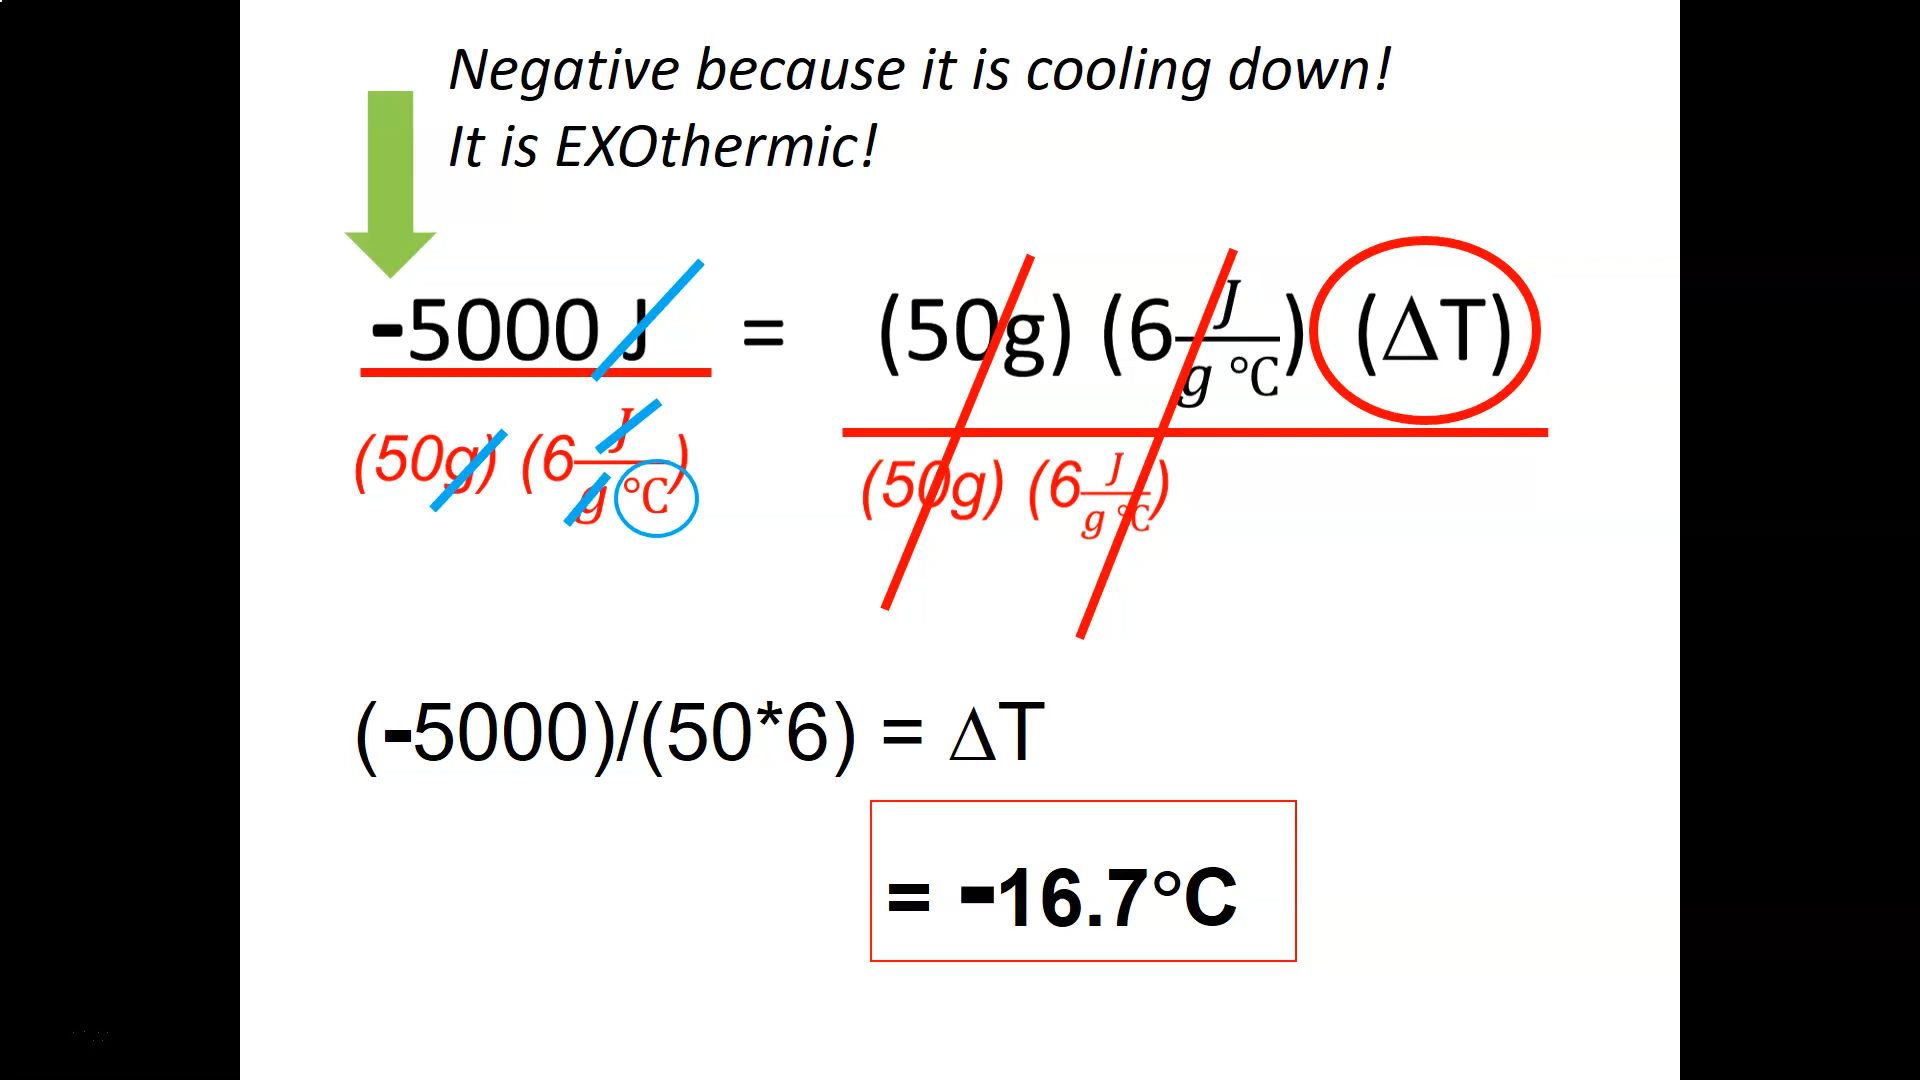 Negative because it is cooling down!
It is EXOthermic!
-5000 J = (50g) (6 J/g °C) (ΔT)
(50g) (6 J/g °C) (50g) (6 J/g °C)
(-5000)/(50*6) = ΔT
= -16.7°C